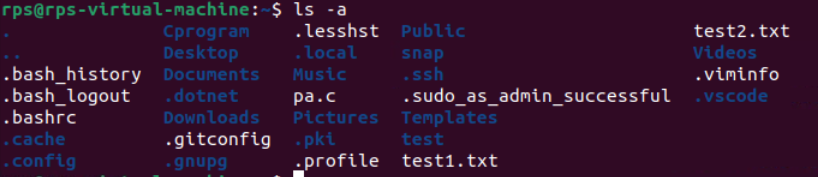 rps@rps-virtual-machine:~$ ls -a
. Cprogram .lesshst Public test2.txt
.. Desktop .local snap Videos
.bash_history Documents Music .ssh .viminfo
.bash_logout .dotnet pa.c .sudo_as_admin_successful .vscode
.bashrc Downloads Pictures Templates
.cache .gitconfig .pki test
.config .gnupg .profile test1.txt